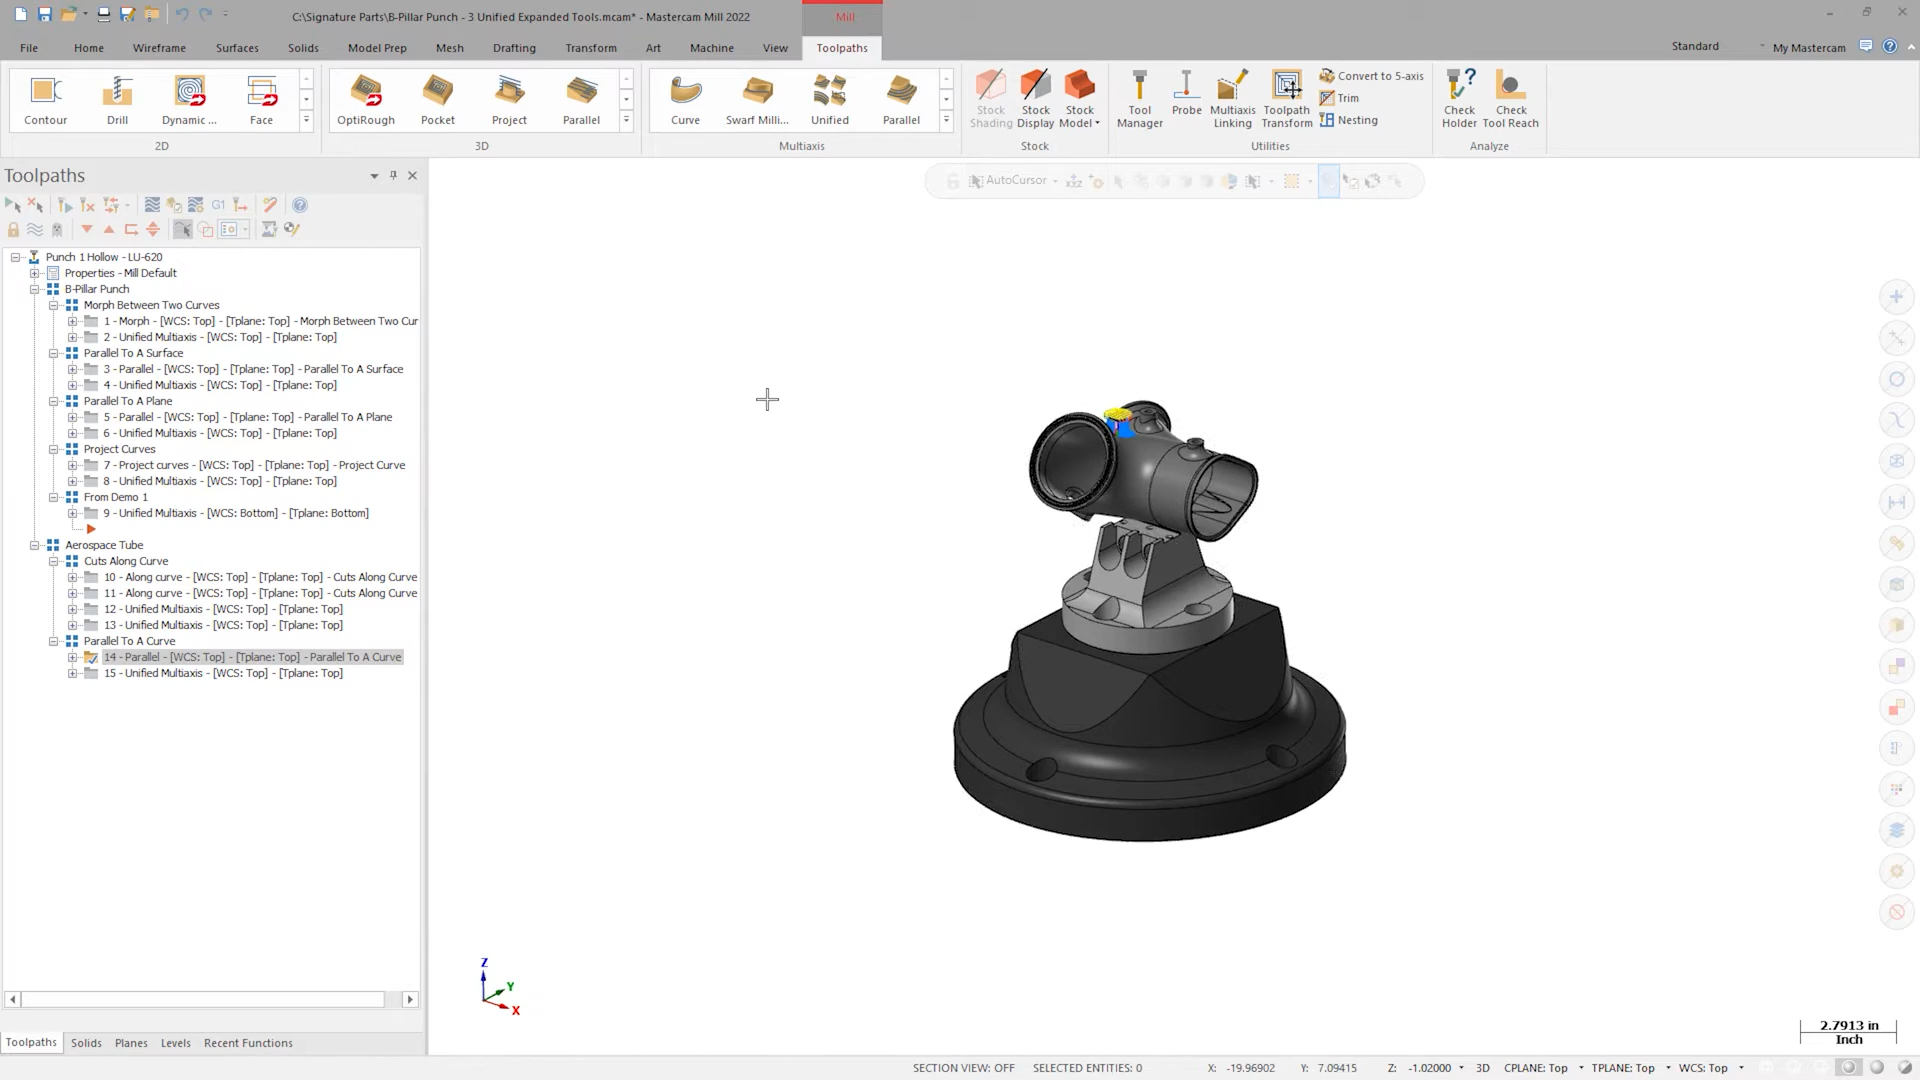 C:\Signature Parts\B-Pillar Punch - 3 Unified Expanded Tools.mcam* - Mastercam Mill 2022
Mill
File
Home
Wireframe
Surfaces
Solids
Model Prep
Mesh
Drafting
Transform
Art
Machine
View
Toolpaths
Standard
My Mastercam
Contour
Drill
Dynamic ...
Face
2D
OptiRough
Pocket
Project
Parallel
3D
Curve
Swarf Milli...
Unified
Parallel
Multiaxis
Stock
Shading
Stock
Display
Stock
Model
Stock
Tool
Manager
Probe
Multiaxis
Linking
Toolpath
Transform
Convert to 5-axis
Trim
Nesting
Utilities
Check
Holder
Check
Tool Reach
Analyze
Toolpaths
G1
AutoCursor
Punch 1 Hollow - LU-620
Properties - Mill Default
B-Pillar Punch
Morph Between Two Curves
1 - Morph - [WCS: Top] - [Tplane: Top] - Morph Between Two Cur
2 - Unified Multiaxis - [WCS: Top] - [Tplane: Top]
Parallel To A Surface
3 - Parallel - [WCS: Top] - [Tplane: Top] - Parallel To A Surface
4 - Unified Multiaxis - [WCS: Top] - [Tplane: Top]
Parallel To A Plane
5 - Parallel - [WCS: Top] - [Tplane: Top] - Parallel To A Plane
6 - Unified Multiaxis - [WCS: Top] - [Tplane: Top]
Project Curves
7 - Project curves - [WCS: Top] - [Tplane: Top] - Project Curve
8 - Unified Multiaxis - [WCS: Top] - [Tplane: Top]
From Demo 1
9 - Unified Multiaxis - [WCS: Bottom] - [Tplane: Bottom]
Aerospace Tube
Cuts Along Curve
10 - Along curve - [WCS: Top] - [Tplane: Top] - Cuts Along Curve
11 - Along curve - [WCS: Top] - [Tplane: Top] - Cuts Along Curve
12 - Unified Multiaxis - [WCS: Top] - [Tplane: Top]
13 - Unified Multiaxis - [WCS: Top] - [Tplane: Top]
Parallel To A Curve
14 - Parallel - [WCS: Top] - [Tplane: Top] - Parallel To A Curve
15 - Unified Multiaxis - [WCS: Top] - [Tplane: Top]
Z
Y
X
2.7913 in
Inch
Toolpaths
Solids
Planes
Levels
Recent Functions
SECTION VIEW: OFF
SELECTED ENTITIES: 0
X: -19.96902
Y: 7.09415
Z: -1.02000
3D
CPLANE: Top
TPLANE: Top
WCS: Top